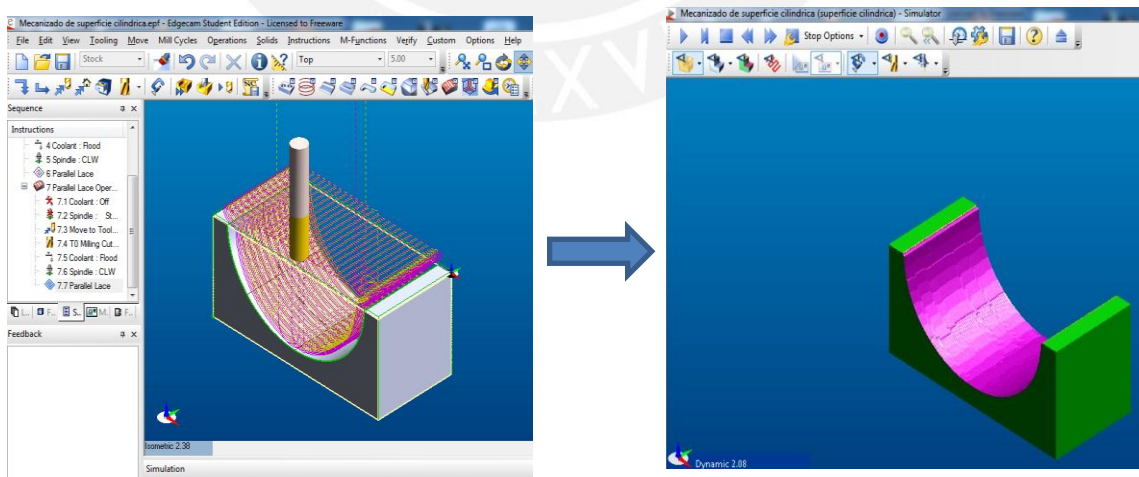 Mecanizado de superficie cilindrica.epf - Edgecam Student Edition - Licensed to Freeware
File Edit View Tooling Move Mill Cycles Operations Solids Instructions M-Functions Verify Custom Options Help
Stock Top 5.00
Sequence
Instructions
4 Coolant : Flood
5 Spindle : CLW
6 Parallel Lace
7 Parallel Lace Oper...
7.1 Coolant : Off
7.2 Spindle : St...
7.3 Move to Tool...
7.4 T0 Milling Cut...
7.5 Coolant : Flood
7.6 Spindle : CLW
7.7 Parallel Lace
L... F... S... M... F...
Feedback
Isometric 2.38
Simulation
Mecanizado de superficie cilindrica (superficie cilindrica) - Simulator
Stop Options
Dynamic 2.08
XV